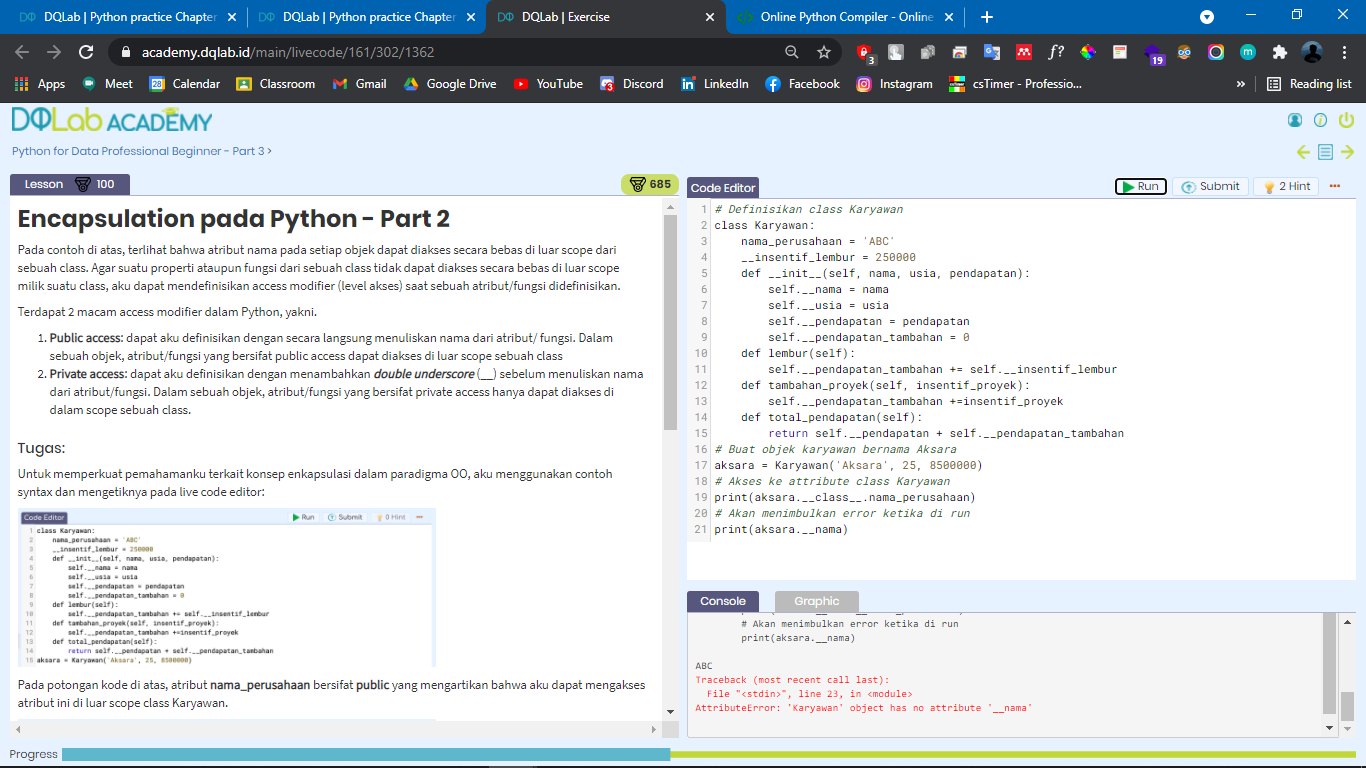 DQLab | Python practice Chapter
DQLab | Python practice Chapter
DQLab | Exercise
Online Python Compiler - Online
academy.dqlab.id/main/livecode/161/302/1362
3
19
Apps
Meet
28
Calendar
Classroom
Gmail
Google Drive
YouTube
3
Discord
LinkedIn
Facebook
Instagram
csTimer - Professio...
»
Reading list
DQLab ACADEMY
Python for Data Professional Beginner - Part 3 >
Lesson 100
685
Encapsulation pada Python - Part 2
Pada contoh di atas, terlihat bahwa atribut nama pada setiap objek dapat diakses secara bebas di luar scope dari
sebuah class. Agar suatu properti ataupun fungsi dari sebuah class tidak dapat diakses secara bebas di luar scope
milik suatu class, aku dapat mendefinisikan access modifier (level akses) saat sebuah atribut/fungsi didefinisikan.
Terdapat 2 macam access modifier dalam Python, yakni.
1. Public access: dapat aku definisikan dengan secara langsung menuliskan nama dari atribut/ fungsi. Dalam
sebuah objek, atribut/fungsi yang bersifat public access dapat diakses di luar scope sebuah class
2. Private access: dapat aku definisikan dengan menambahkan double underscore (__) sebelum menuliskan nama
dari atribut/fungsi. Dalam sebuah objek, atribut/fungsi yang bersifat private access hanya dapat diakses di
dalam scope sebuah class.
Tugas:
Untuk memperkuat pemahamanku terkait konsep enkapsulasi dalam paradigma OO, aku menggunakan contoh
syntax dan mengetiknya pada live code editor:
Code Editor Run Submit 0 Hint ...
1 class Karyawan:
2 nama_perusahaan = 'ABC'
3 __insentif_lembur = 250000
4 def __init__(self, nama, usia, pendapatan):
5 self.__nama = nama
6 self.__usia = usia
7 self.__pendapatan = pendapatan
8 self.__pendapatan_tambahan = 0
9 def lembur(self):
10 self.__pendapatan_tambahan += self.__insentif_lembur
11 def tambahan_proyek(self, insentif_proyek):
12 self.__pendapatan_tambahan +=insentif_proyek
13 def total_pendapatan(self):
14 return self.__pendapatan + self.__pendapatan_tambahan
15 aksara = Karyawan('Aksara', 25, 8500000)
Pada potongan kode di atas, atribut nama_perusahaan bersifat public yang mengartikan bahwa aku dapat mengakses
atribut ini di luar scope class Karyawan.
Code Editor Run Submit 2 Hint ...
1 # Definisikan class Karyawan
2 class Karyawan:
3 nama_perusahaan = 'ABC'
4 __insentif_lembur = 250000
5 def __init__(self, nama, usia, pendapatan):
6 self.__nama = nama
7 self.__usia = usia
8 self.__pendapatan = pendapatan
9 self.__pendapatan_tambahan = 0
10 def lembur(self):
11 self.__pendapatan_tambahan += self.__insentif_lembur
12 def tambahan_proyek(self, insentif_proyek):
13 self.__pendapatan_tambahan +=insentif_proyek
14 def total_pendapatan(self):
15 return self.__pendapatan + self.__pendapatan_tambahan
16 # Buat objek karyawan bernama Aksara
17 aksara = Karyawan('Aksara', 25, 8500000)
18 # Akses ke attribute class Karyawan
19 print(aksara.__class__.nama_perusahaan)
20 # Akan menimbulkan error ketika di run
21 print(aksara.__nama)
Console Graphic
# Akan menimbulkan error ketika di run
print(aksara.__nama)
ABC
Traceback (most recent call last):
File "<stdin>", line 23, in <module>
AttributeError: 'Karyawan' object has no attribute '__nama'
Progress